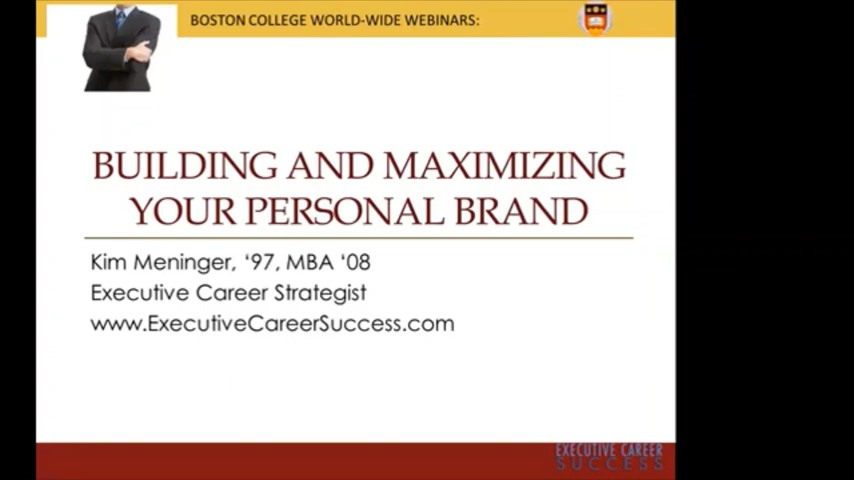 BOSTON COLLEGE WORLD-WIDE WEBINARS:
BUILDING AND MAXIMIZING
YOUR PERSONAL BRAND
Kim Meninger, ‘97, MBA ‘08
Executive Career Strategist
www.ExecutiveCareerSuccess.com
EXECUTIVE CAREER
SUCCESS